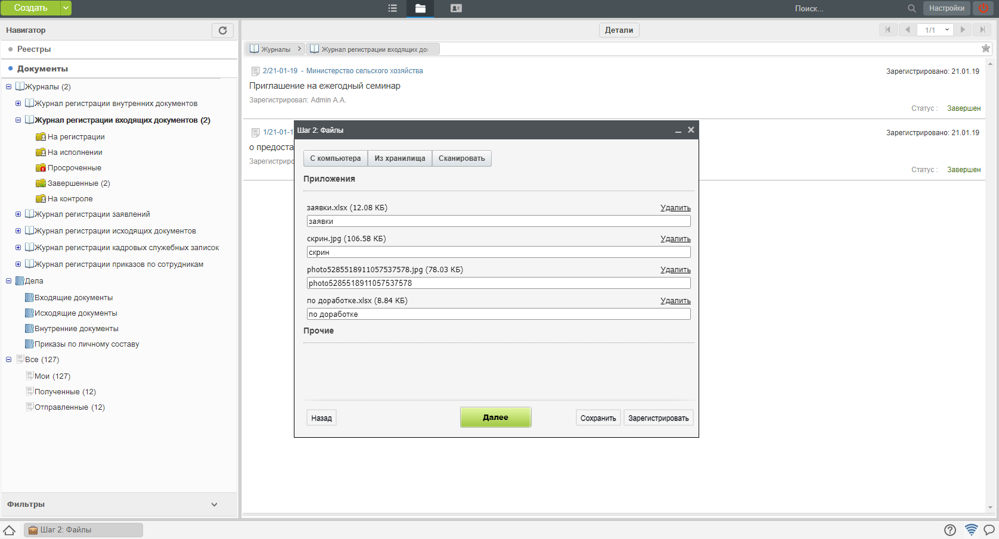 Создать
Поиск...
Настройки
Навигатор
Детали
1/1
Реестры
Журналы
Журнал регистрации входящих до
Документы
Журналы (2)
Журнал регистрации внутренних документов
Журнал регистрации входящих документов (2)
На регистрации
На исполнении
Просроченные
Завершенные (2)
На контроле
Журнал регистрации заявлений
Журнал регистрации исходящих документов
Журнал регистрации кадровых служебных записок
Журнал регистрации приказов по сотрудникам
Дела
Входящие документы
Исходящие документы
Внутренние документы
Приказы по личному составу
Все (127)
Мои (127)
Полученные (12)
Отправленные (12)
Фильтры
2/21-01-19 - Министерство сельского хозяйства
Зарегистрировано: 21.01.19
Приглашение на ежегодный семинар
Зарегистрировал: Admin A.A.
Статус : Завершен
1/21-01-1
Зарегистрировано: 21.01.19
о предоста
Зарегистриро
Статус : Завершен
Шаг 2: Файлы
С компьютера
Из хранилища
Сканировать
Приложения
заявки.xlsx (12.08 КБ)
Удалить
заявки
скрин.jpg (106.58 КБ)
Удалить
скрин
photo5285518911057537578.jpg (78.03 КБ)
Удалить
photo5285518911057537578
по доработке.xlsx (8.84 КБ)
Удалить
по доработке
Прочие
Назад
Далее
Сохранить
Зарегистрировать
Шаг 2: Файлы